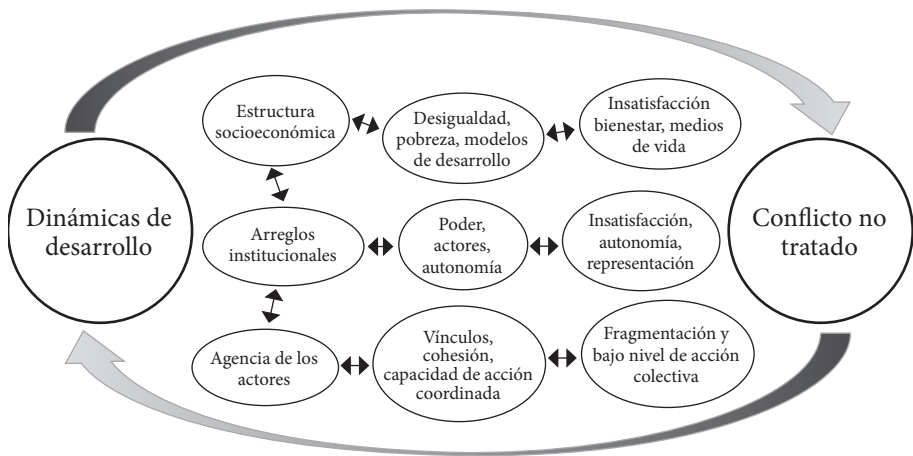 Dinámicas de
desarrollo
Estructura
socioeconómica
Desigualdad,
pobreza, modelos
de desarrollo
Insatisfacción
bienestar, medios
de vida
Arreglos
institucionales
Poder,
actores,
autonomía
Insatisfacción,
autonomía,
representación
Agencia de los
actores
Vínculos,
cohesión,
capacidad de acción
coordinada
Fragmentación y
bajo nivel de acción
colectiva
Conflicto no
tratado